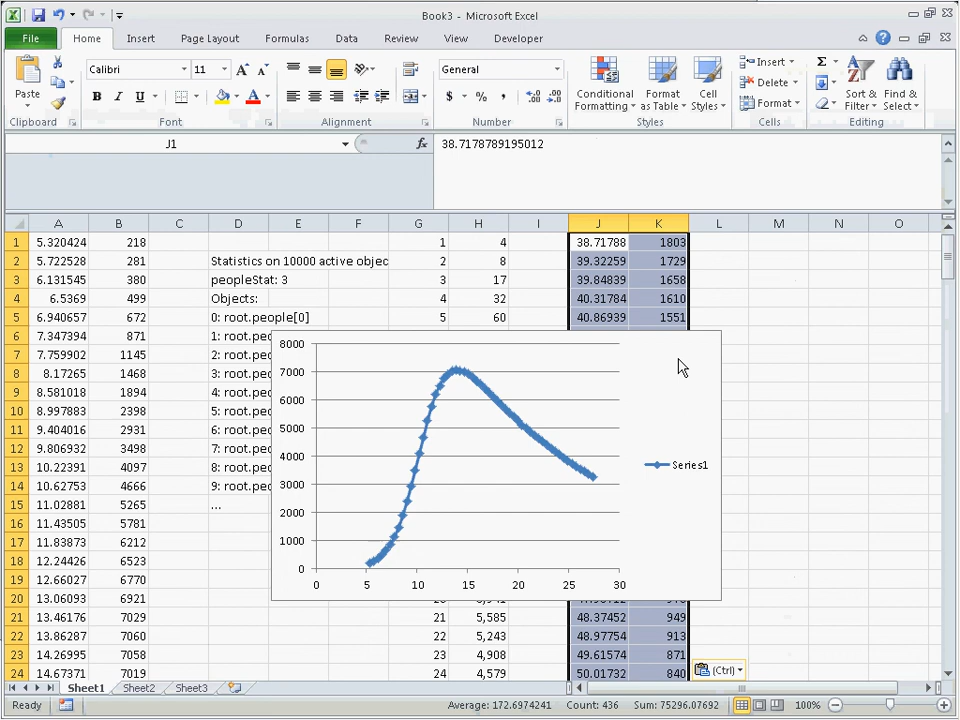 Book3 - Microsoft Excel
File Home Insert Page Layout Formulas Data Review View Developer
Paste
Calibri 11
General
Conditional Formatting
Format as Table
Cell Styles
Insert
Delete
Format
Sort & Filter
Find & Select
Clipboard Font Alignment Number Styles Cells Editing
J1 fx 38.7178789195012
A B C D E F G H I J K L M N O
1 5.320424 218 1 4 38.71788 1803
2 5.722528 281 Statistics on 10000 active objec 2 8 39.32259 1729
3 6.131545 380 peopleStat: 3 3 17 39.84839 1658
4 6.5369 499 Objects: 4 32 40.31784 1610
5 6.940657 672 0: root.people[0] 5 60 40.86939 1551
6 7.347394 871 1: root.pe
7 7.759902 1145 2: root.pe
8 8.17265 1468 3: root.pe
9 8.581018 1894 4: root.pe
10 8.997883 2398 5: root.pe
11 9.404016 2931 6: root.pe
12 9.806932 3498 7: root.pe
13 10.22391 4097 8: root.pe
14 10.62753 4666 9: root.pe
15 11.02881 5265 ...
16 11.43505 5781
17 11.83873 6212
18 12.24426 6523
19 12.66027 6770
20 13.06093 6921
21 13.46176 7029 21 5,585 48.37452 949
22 13.86287 7060 22 5,243 48.97754 913
23 14.26995 7058 23 4,908 49.61574 871
24 14.67371 7019 24 4,579 50.01732 840
8000
7000
6000
5000
4000
3000
2000
1000
0
0 5 10 15 20 25 30
Series1
(Ctrl)
Sheet1 Sheet2 Sheet3
Ready Average: 172.6974241 Count: 436 Sum: 75296.07692 100%